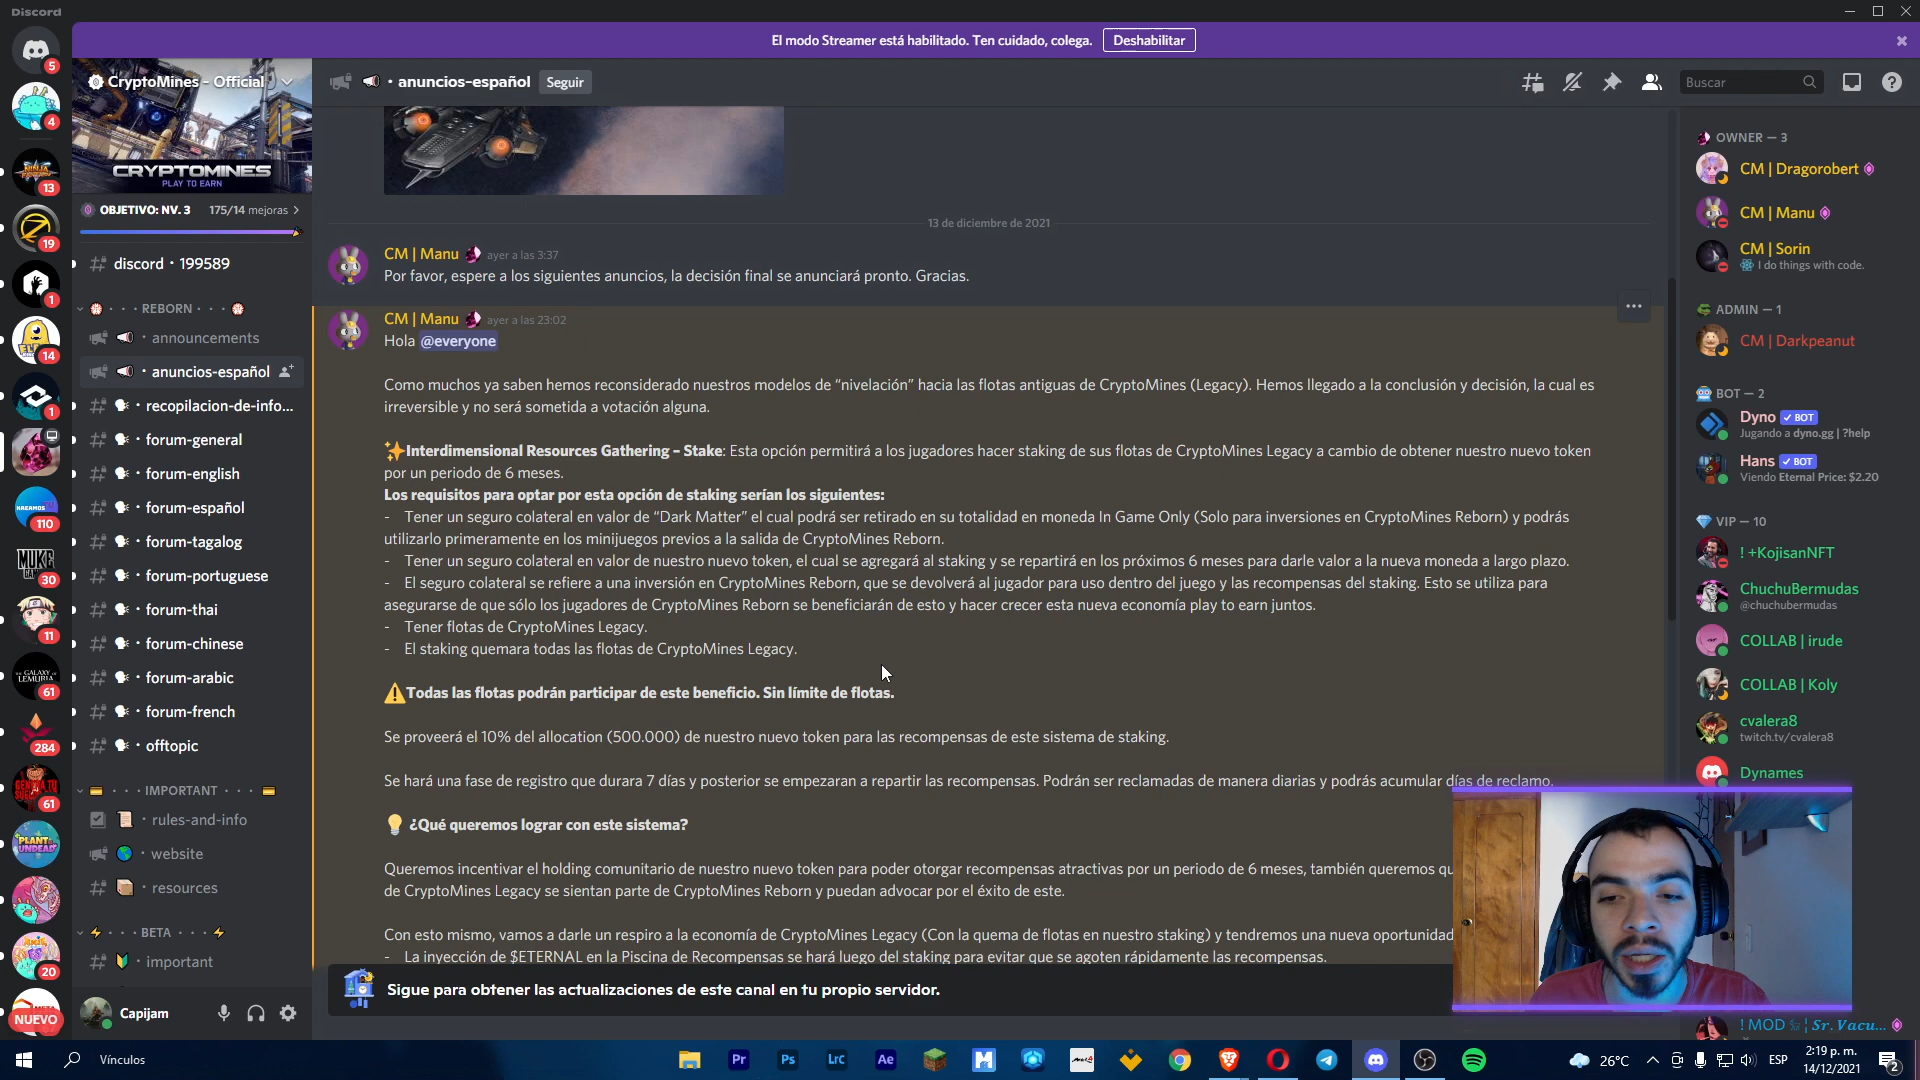 Discord
El modo Streamer está habilitado. Ten cuidado, colega.
Deshabilitar
CryptoMines - Official
CRYPTOMINES
PLAY TO EARN
OBJETIVO: NV. 3 175/14 mejoras
discord • 199589
REBORN
announcements
anuncios-español
recopilacion-de-info...
forum-general
forum-english
forum-español
forum-tagalog
forum-portuguese
forum-thai
forum-chinese
forum-arabic
forum-french
offtopic
IMPORTANT
rules-and-info
website
resources
BETA
important
Capijam
5
4
13
19
1
14
1
110
30
11
61
284
61
20
NUEVO
anuncios-español
Seguir
Buscar
13 de diciembre de 2021
CM | Manu ayer a las 3:37
Por favor, espere a los siguientes anuncios, la decisión final se anunciará pronto. Gracias.
CM | Manu ayer a las 23:02
Hola @everyone
Como muchos ya saben hemos reconsiderado nuestros modelos de “nivelación” hacia las flotas antiguas de CryptoMines (Legacy). Hemos llegado a la conclusión y decisión, la cual es
irreversible y no será sometida a votación alguna.
✨Interdimensional Resources Gathering – Stake: Esta opción permitirá a los jugadores hacer staking de sus flotas de CryptoMines Legacy a cambio de obtener nuestro nuevo token
por un periodo de 6 meses.
Los requisitos para optar por esta opción de staking serían los siguientes:
- Tener un seguro colateral en valor de “Dark Matter” el cual podrá ser retirado en su totalidad en moneda In Game Only (Solo para inversiones en CryptoMines Reborn) y podrás
utilizarlo primeramente en los minijuegos previos a la salida de CryptoMines Reborn.
- Tener un seguro colateral en valor de nuestro nuevo token, el cual se agregará al staking y se repartirá en los próximos 6 meses para darle valor a la nueva moneda a largo plazo.
- El seguro colateral se refiere a una inversión en CryptoMines Reborn, que se devolverá al jugador para uso dentro del juego y las recompensas del staking. Esto se utiliza para
asegurarse de que sólo los jugadores de CryptoMines Reborn se beneficiarán de esto y hacer crecer esta nueva economía play to earn juntos.
- Tener flotas de CryptoMines Legacy.
- El staking quemara todas las flotas de CryptoMines Legacy.
⚠Todas las flotas podrán participar de este beneficio. Sin límite de flotas.
Se proveerá el 10% del allocation (500.000) de nuestro nuevo token para las recompensas de este sistema de staking.
Se hará una fase de registro que durara 7 días y posterior se empezaran a repartir las recompensas. Podrán ser reclamadas de manera diarias y podrás acumular días de reclamo.
💡 ¿Qué queremos lograr con este sistema?
Queremos incentivar el holding comunitario de nuestro nuevo token para poder otorgar recompensas atractivas por un periodo de 6 meses, también queremos qu
de CryptoMines Legacy se sientan parte de CryptoMines Reborn y puedan advocar por el éxito de este.
Con esto mismo, vamos a darle un respiro a la economía de CryptoMines Legacy (Con la quema de flotas en nuestro staking) y tendremos una nueva oportunidad
- La inyección de $ETERNAL en la Piscina de Recompensas se hará luego del staking para evitar que se agoten rápidamente las recompensas.
Sigue para obtener las actualizaciones de este canal en tu propio servidor.
OWNER — 3
CM | Dragorobert
CM | Manu
CM | Sorin
I do things with code.
ADMIN — 1
CM | Darkpeanut
BOT — 2
Dyno BOT
Jugando a dyno.gg | ?help
Hans BOT
Viendo Eternal Price: $2.20
VIP — 10
! +KojisanNFT
ChuchuBermudas
@chuchubermudas
COLLAB | irude
COLLAB | Koly
cvalera8
twitch.tv/cvalera8
Dynames
! MOD | Sr. Vacu...
Vínculos
Pr
Ps
Lrc
Ae
26°C
ESP
2:19 p. m.
14/12/2021
2